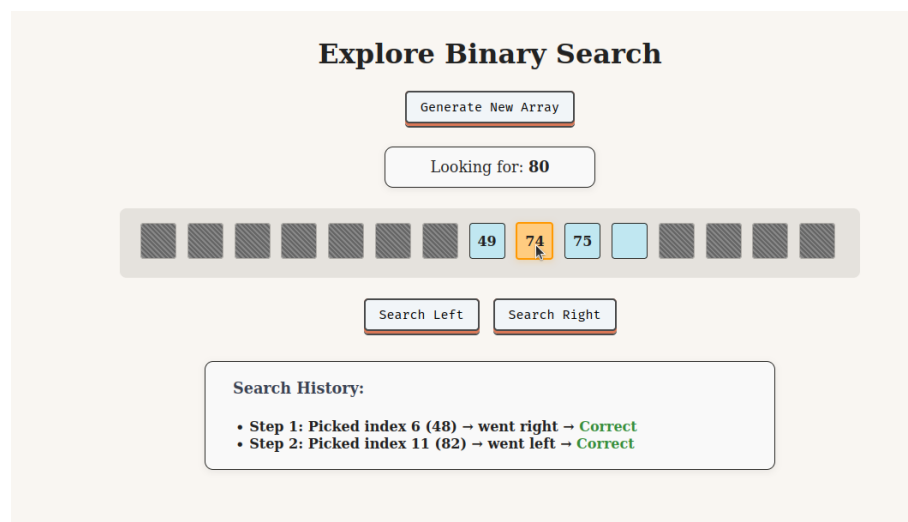 Explore Binary Search
Generate New Array
Looking for: 80
49 74 75
Search Left Search Right
Search History:
• Step 1: Picked index 6 (48) → went right → Correct
• Step 2: Picked index 11 (82) → went left → Correct